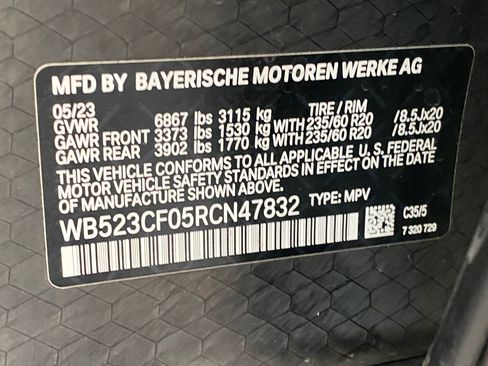 MFD BY BAYERISCHE MOTOREN WERKE AG
05/23 TIRE / RIM
GVWR 6867 lbs 3115 kg
GAWR FRONT 3373 lbs 1530 kg WITH 235/60 R20 /8.5Jx20
GAWR REAR 3902 lbs 1770 kg WITH 235/60 R20 /8.5Jx20
THIS VEHICLE CONFORMS TO ALL APPLICABLE U. S. FEDERAL
MOTOR VEHICLE SAFETY STANDARDS IN EFFECT ON THE DATE
OF MANUFACTURE SHOWN ABOVE.
WB523CF05RCN47832 TYPE: MPV
C35/5
7 320 729